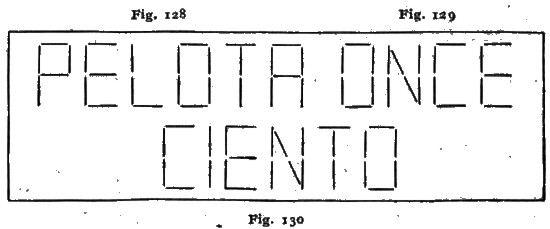 Fig. 128 Fig. 129
PELOTA ONCE
CIENTO
Fig. 130